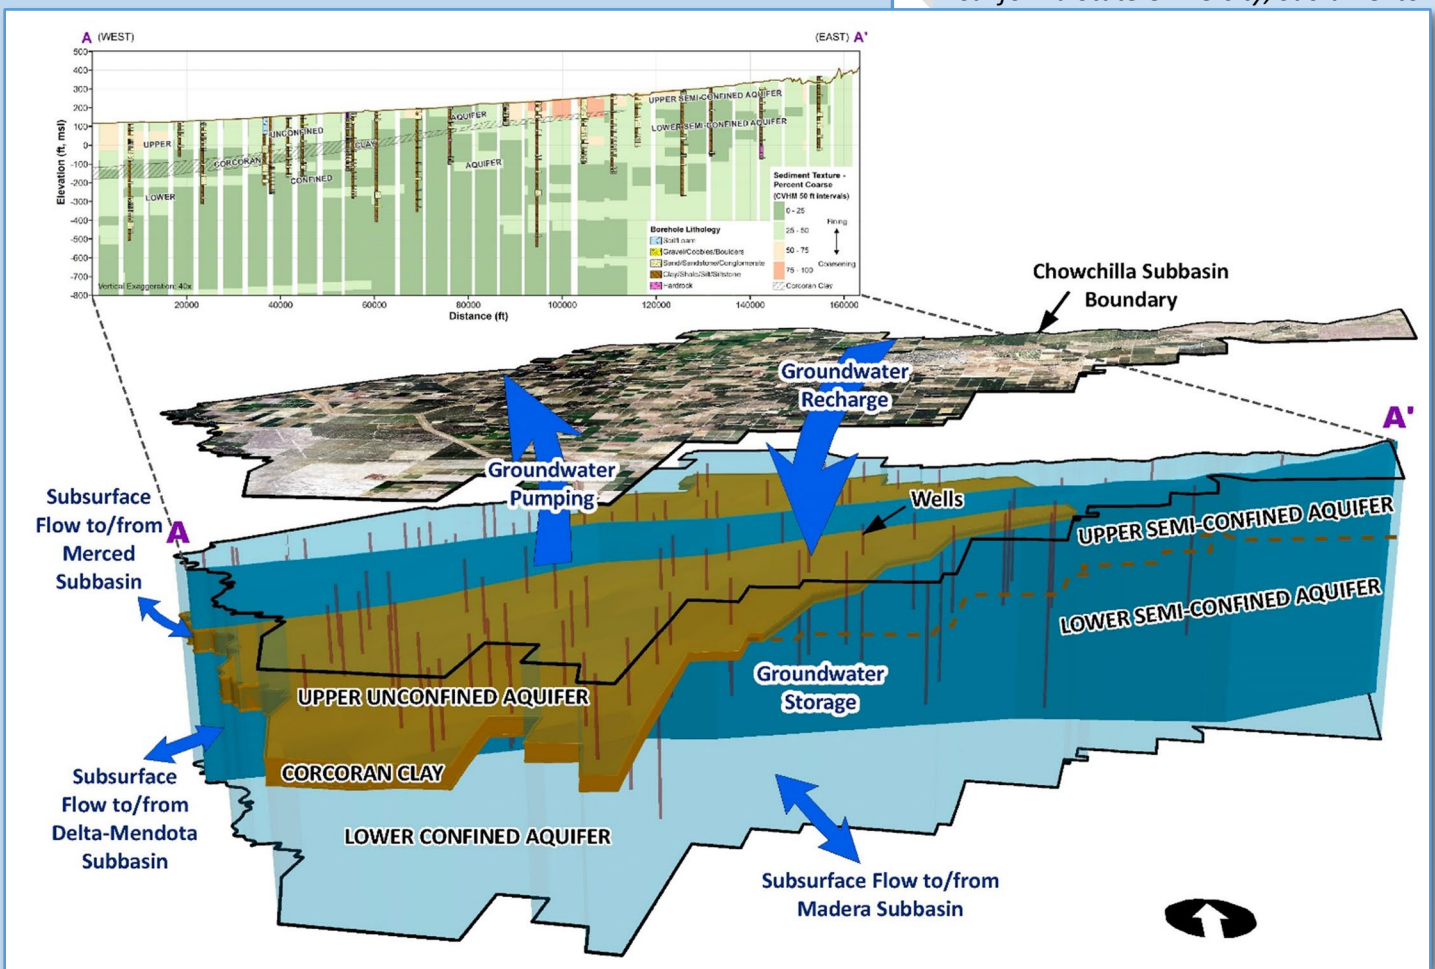 A (WEST)
(EAST) A'
500
400
300
200
100
0
-100
-200
-300
-400
-500
-600
-700
-800
Elevation (ft, msl)
UPPER
UNCONFINED
AQUIFER
UPPER SEMI-CONFINED AQUIFER
LOWER SEMI-CONFINED AQUIFER
CORCORAN
CLAY
LOWER
CONFINED
AQUIFER
Borehole Lithology
Soil/Loam
Gravel/Cobbles/Boulders
Sand/Sandstone/Conglomerate
Clay/Shale/Silt/Siltstone
Hardrock
Sediment Texture -
Percent Coarse
(CVHM 50 ft intervals)
0 - 25
25 - 50
50 - 75
75 - 100
Fining
Coarsening
Corcoran Clay
Vertical Exaggeration: 40x
20000
40000
60000
80000
100000
120000
140000
160000
Distance (ft)
Chowchilla Subbasin
Boundary
Groundwater
Recharge
Groundwater
Pumping
A'
A
Subsurface
Flow to/from
Merced
Subbasin
Wells
UPPER SEMI-CONFINED AQUIFER
LOWER SEMI-CONFINED AQUIFER
Groundwater
Storage
UPPER UNCONFINED AQUIFER
CORCORAN CLAY
LOWER CONFINED AQUIFER
Subsurface
Flow to/from
Delta-Mendota
Subbasin
Subsurface Flow to/from
Madera Subbasin